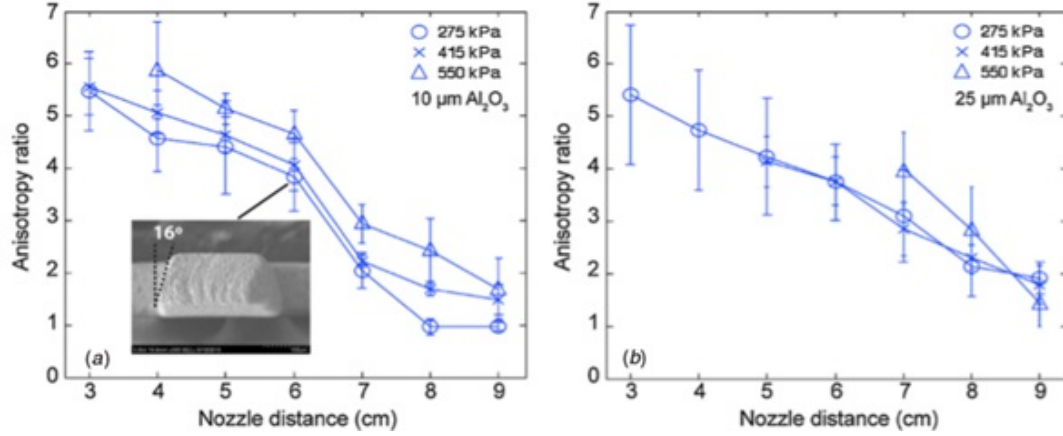 7
6
5
4
3
2
1
0
Anisotropy ratio
275 kPa
415 kPa
550 kPa
10 µm Al₂O₃
16°
(a)
3 4 5 6 7 8 9
Nozzle distance (cm)
7
6
5
4
3
2
1
0
Anisotropy ratio
275 kPa
415 kPa
550 kPa
25 µm Al₂O₃
(b)
3 4 5 6 7 8 9
Nozzle distance (cm)